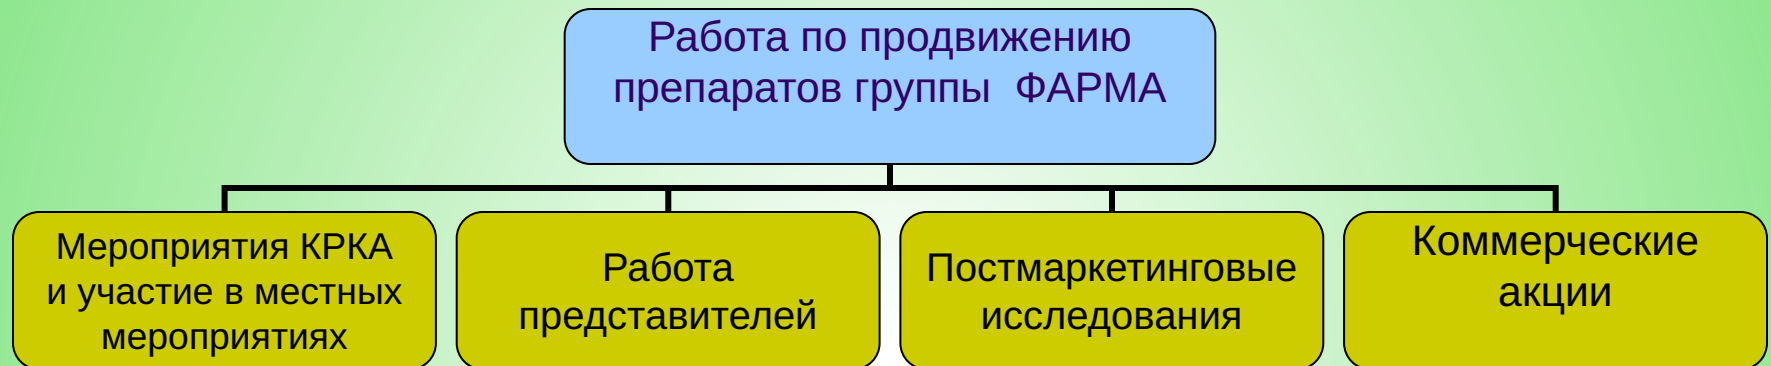 Работа по продвижению
препаратов группы ФАРМА
Мероприятия КРКА
и участие в местных
мероприятиях
Работа
представителей
Постмаркетинговые
исследования
Коммерческие
акции